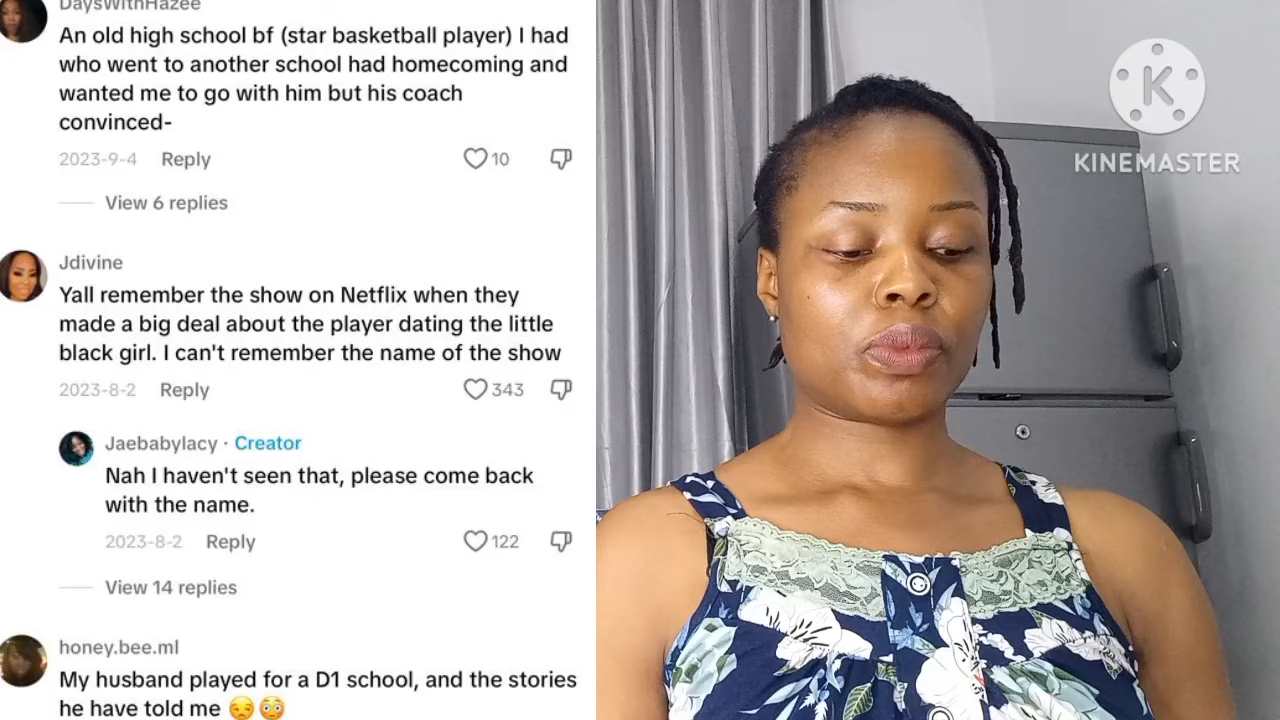 DaysWithHazee
An old high school bf (star basketball player) I had
who went to another school had homecoming and
wanted me to go with him but his coach
convinced-
2023-9-4 Reply 10
View 6 replies
Jdivine
Yall remember the show on Netflix when they
made a big deal about the player dating the little
black girl. I can't remember the name of the show
2023-8-2 Reply 343
Jaebabylacy · Creator
Nah I haven't seen that, please come back
with the name.
2023-8-2 Reply 122
View 14 replies
honey.bee.ml
My husband played for a D1 school, and the stories
he have told me 😒😳
K
KINEMASTER